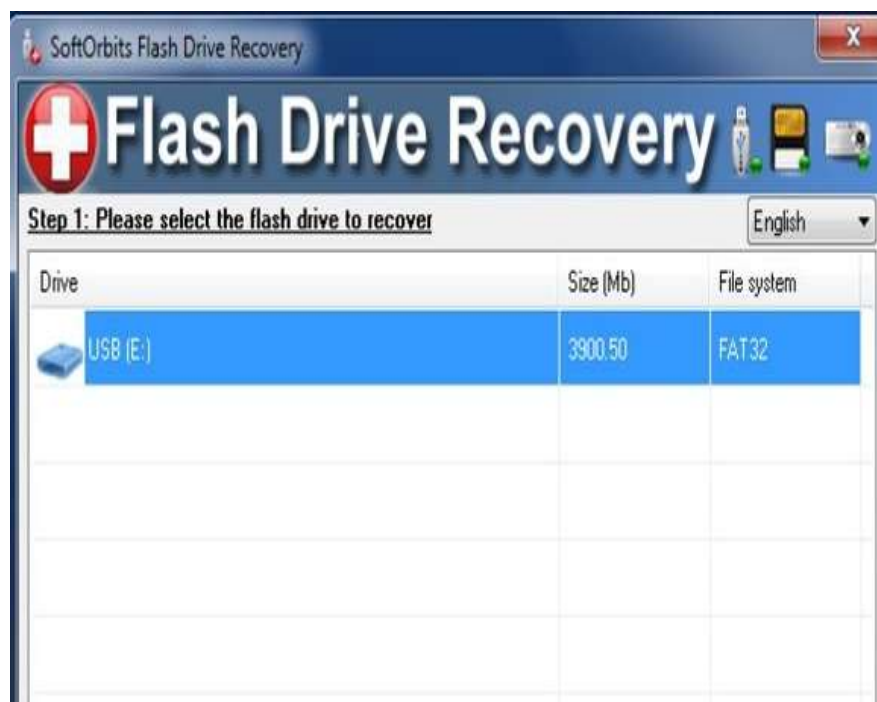 SoftOrbits Flash Drive Recovery
X
Flash Drive Recovery
Step 1: Please select the flash drive to recover
English
Drive Size (Mb) File system
USB (E:) 3900.50 FAT32